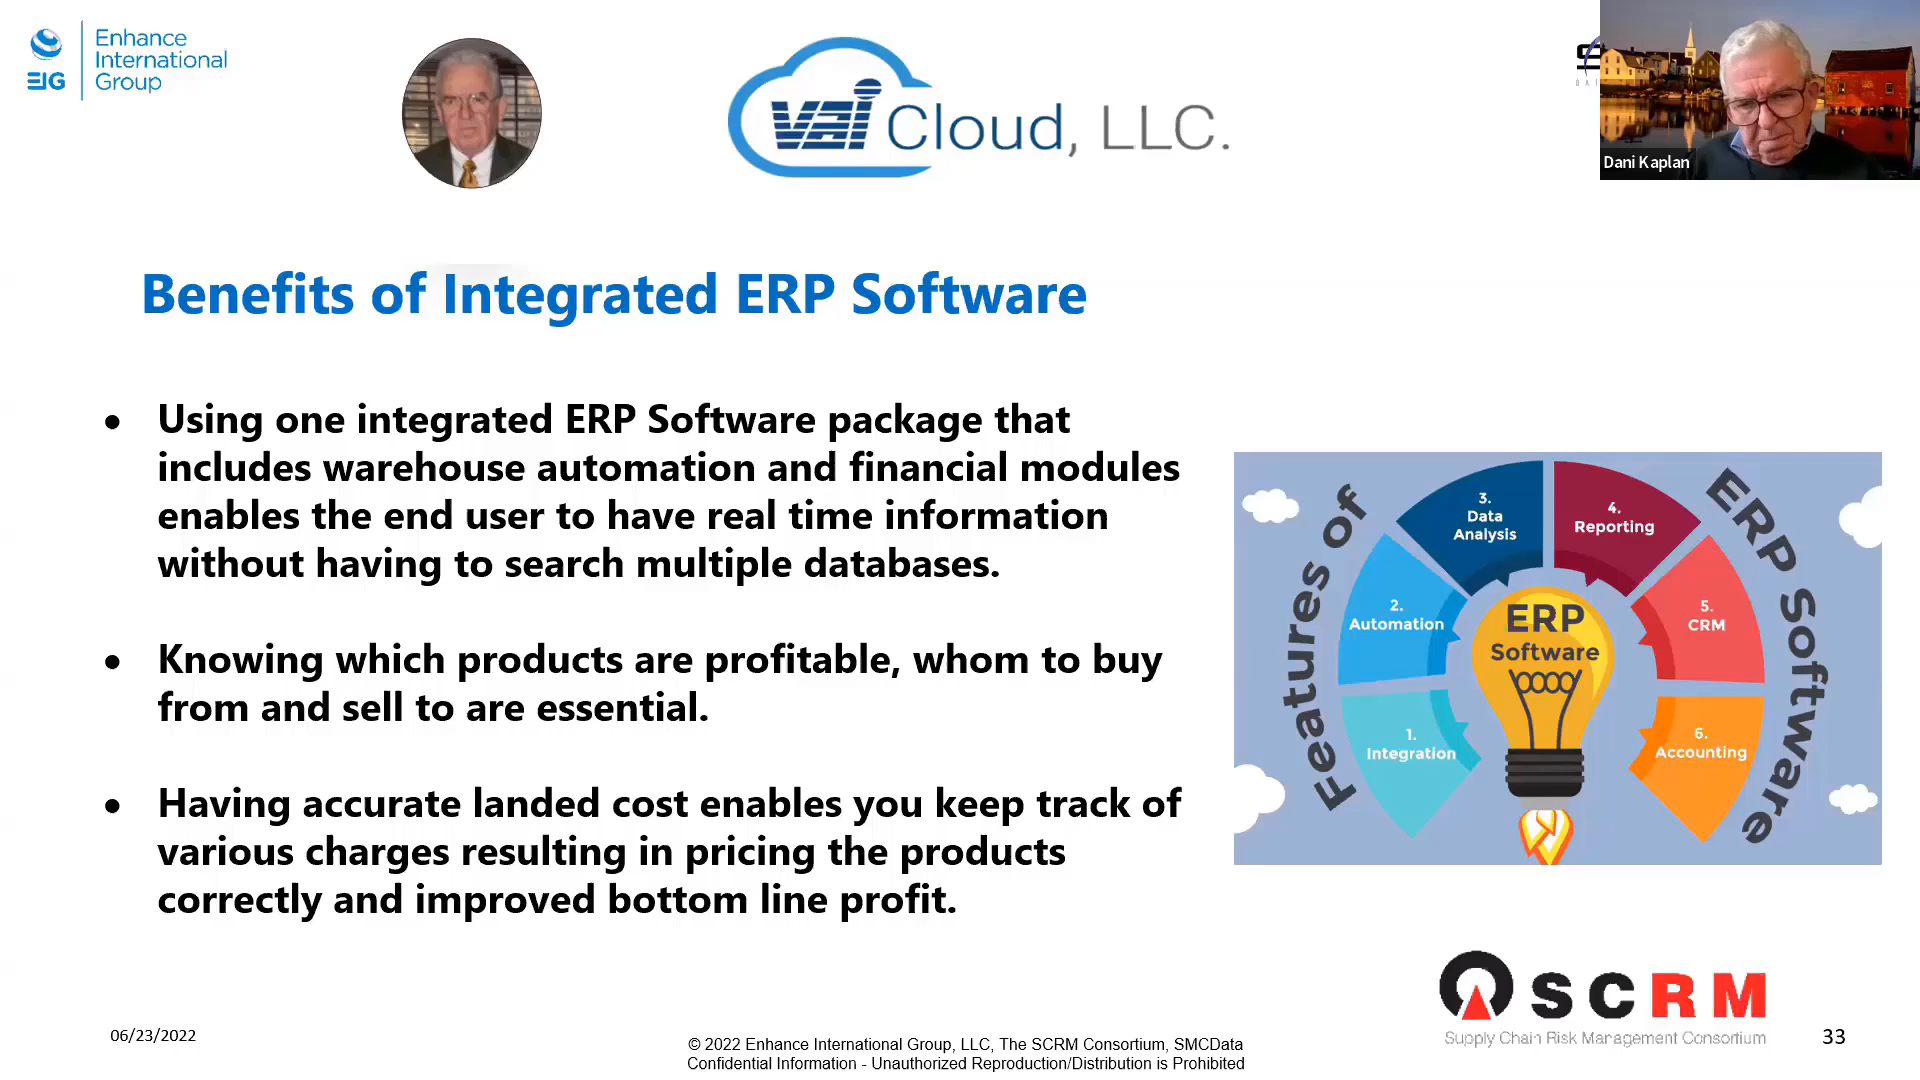 Enhance
International
Group
EIG
vai Cloud, LLC.
Dani Kaplan
Benefits of Integrated ERP Software
• Using one integrated ERP Software package that
includes warehouse automation and financial modules
enables the end user to have real time information
without having to search multiple databases.
• Knowing which products are profitable, whom to buy
from and sell to are essential.
• Having accurate landed cost enables you keep track of
various charges resulting in pricing the products
correctly and improved bottom line profit.
Features of
ERP Software
1.
Integration
2.
Automation
3.
Data
Analysis
4.
Reporting
5.
CRM
6.
Accounting
ERP
Software
SCRM
Supply Chain Risk Management Consortium
06/23/2022
© 2022 Enhance International Group, LLC, The SCRM Consortium, SMCData
Confidential Information - Unauthorized Reproduction/Distribution is Prohibited
33